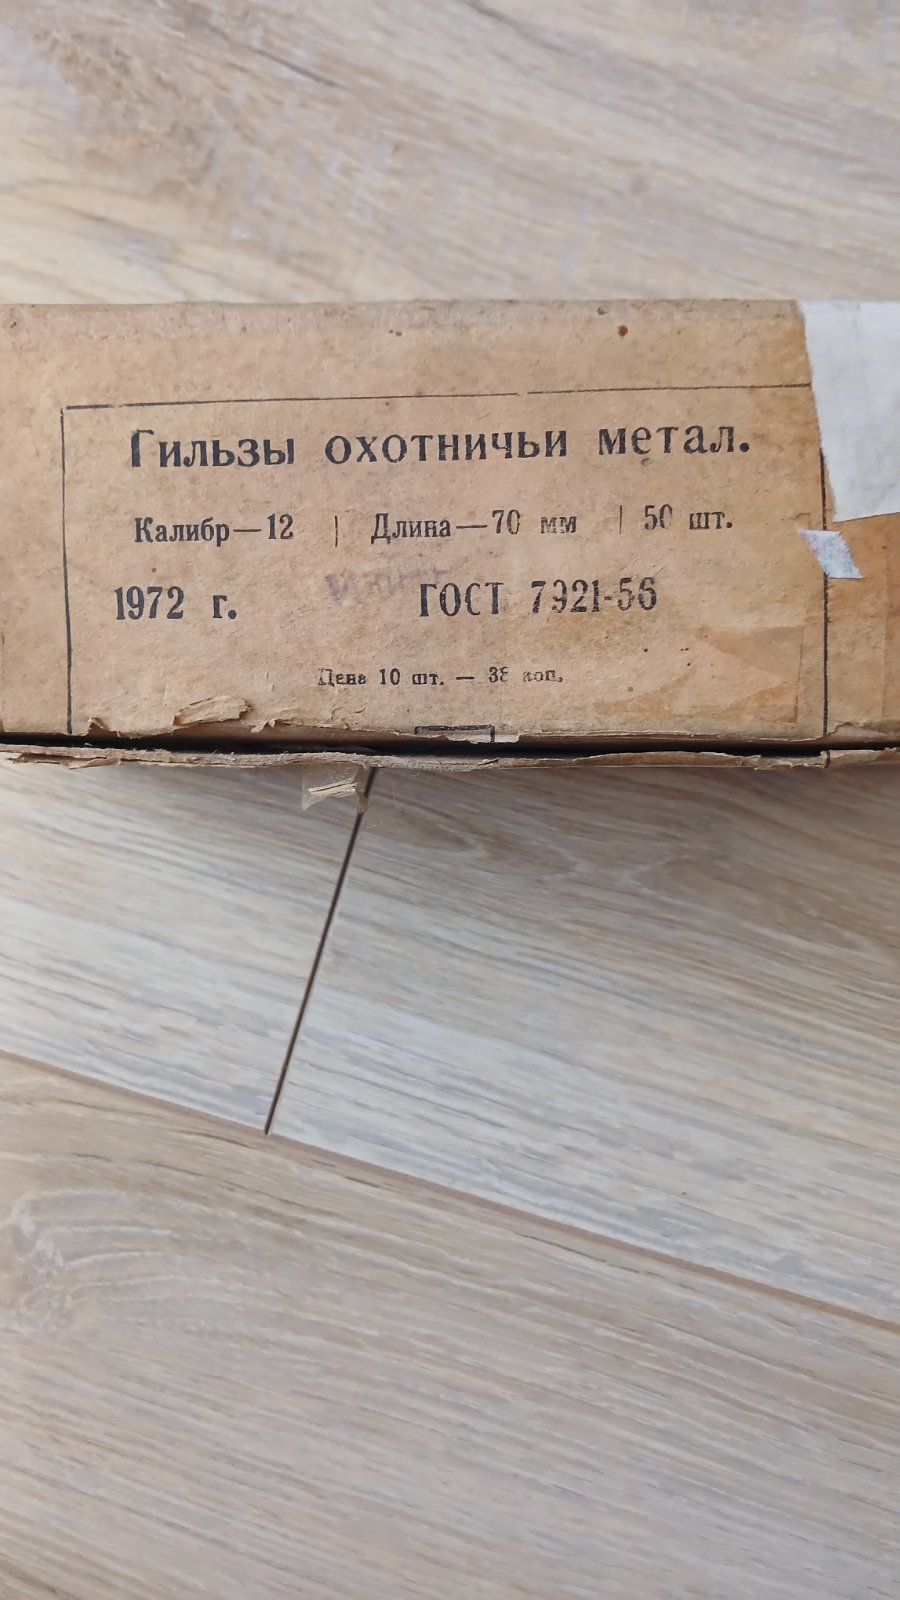 Гильзы охотничьи метал.
Калибр—12 | Длина—70 мм | 50 шт.
1972 г. ГОСТ 7921-56
Цена 10 шт. — 38 коп.